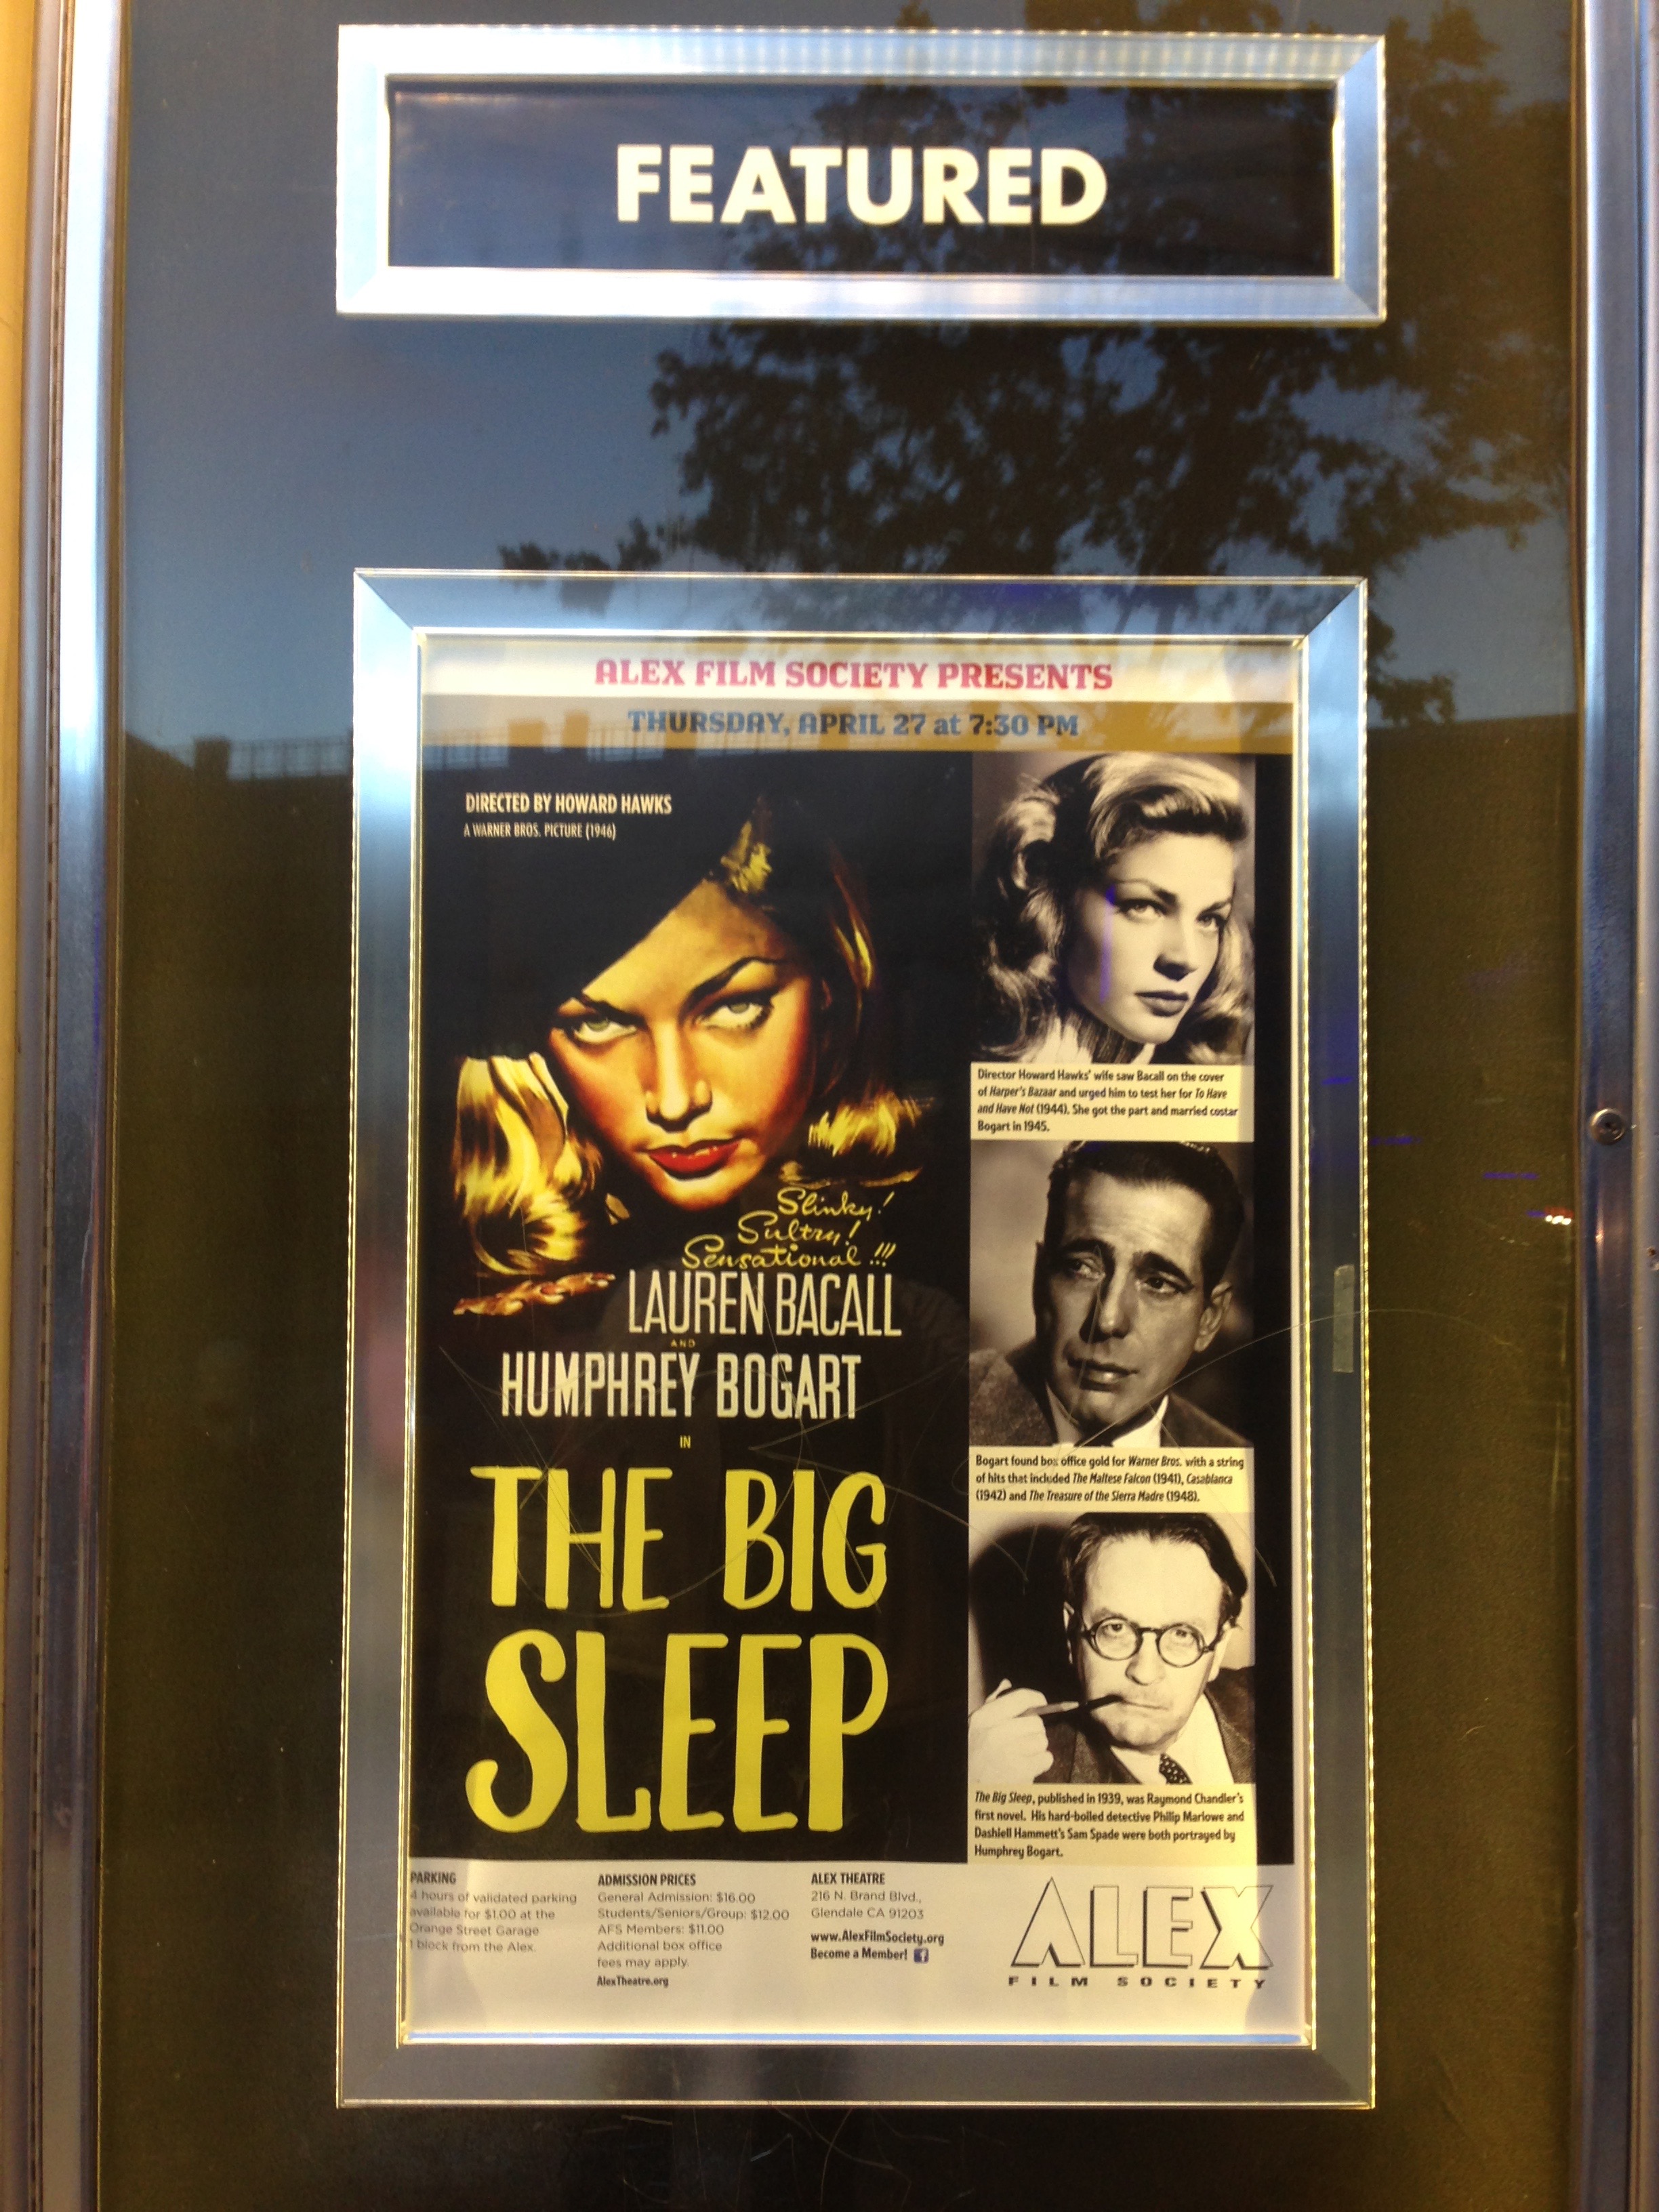 FEATURED
ALEX FILM SOCIETY PRESENTS
THURSDAY, APRIL 27 at 7:30 PM
DIRECTED BY HOWARD HAWKS
A WARNER BROS. PICTURE (1946)
Slinky!
Sultry!
Sensational!!!
LAUREN BACALL
AND
HUMPHREY BOGART
IN
THE BIG
SLEEP
Director Howard Hawks' wife saw Bacall on the cover
of Harper's Bazaar and urged him to test her for To Have
and Have Not (1944). She got the part and married costar
Bogart in 1945.
Bogart found box office gold for Warner Bros. with a string
of hits that included The Maltese Falcon (1941), Casablanca
(1942) and The Treasure of the Sierra Madre (1948).
The Big Sleep, published in 1939, was Raymond Chandler's
first novel. His hard-boiled detective Philip Marlowe and
Dashiell Hammett's Sam Spade were both portrayed by
Humphrey Bogart.
PARKING
4 hours of validated parking
available for $1.00 at the
Orange Street Garage
1 block from the Alex.
ADMISSION PRICES
General Admission: $16.00
Students/Seniors/Group: $12.00
AFS Members: $11.00
Additional box office
fees may apply.
AlexTheatre.org
ALEX THEATRE
216 N. Brand Blvd.,
Glendale CA 91203
www.AlexFilmSociety.org
Become a Member! f
ALEX
FILM SOCIETY